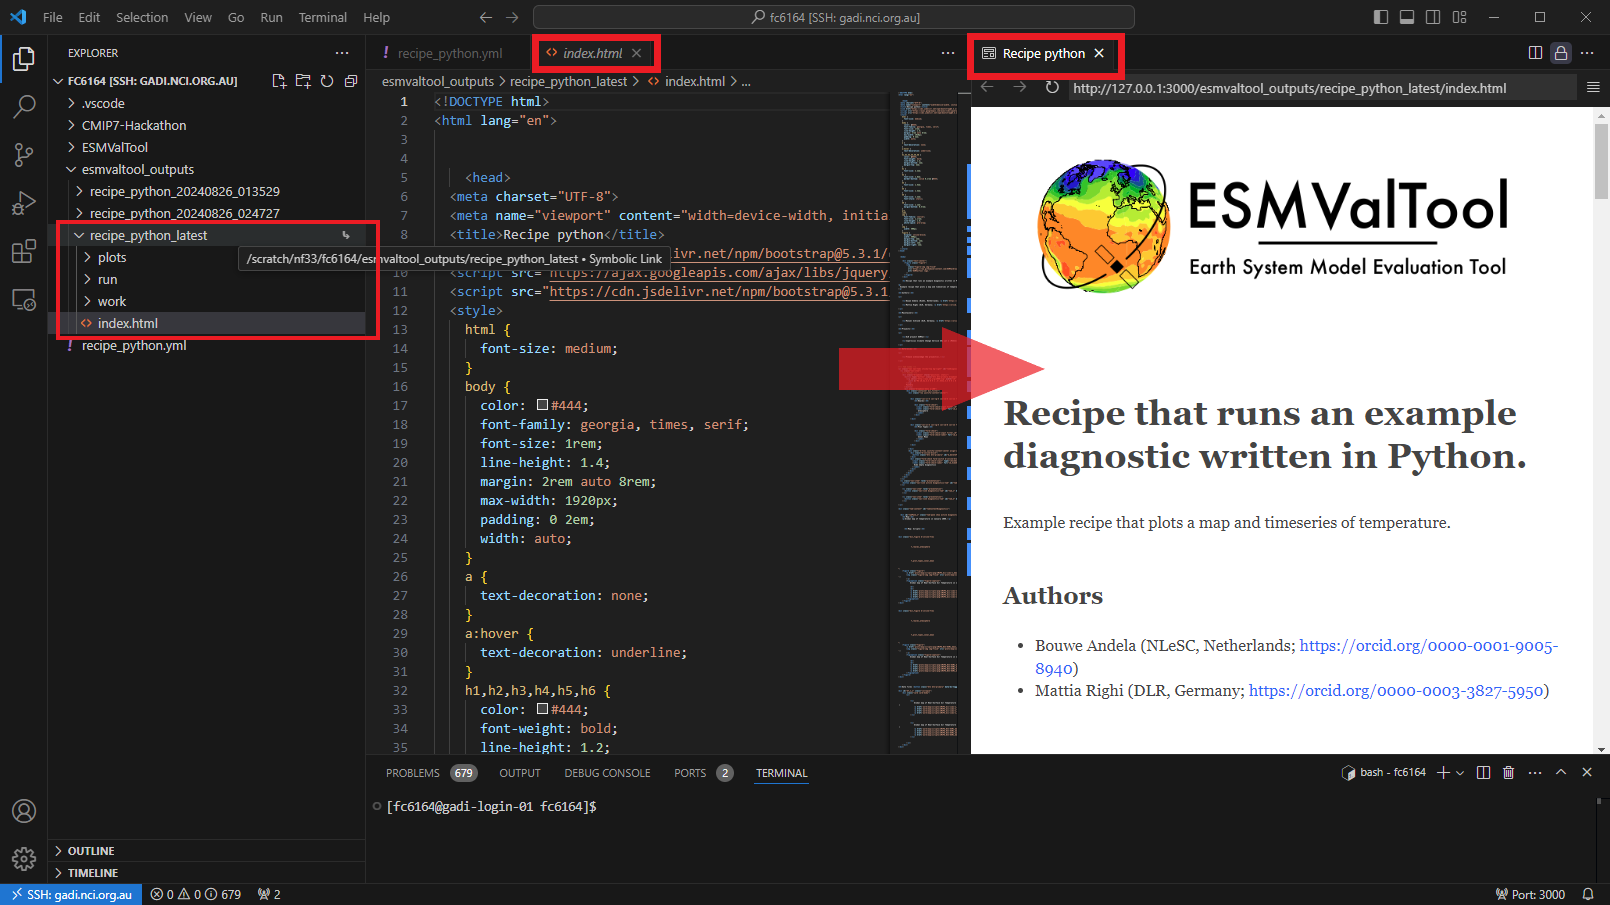 File Edit Selection View Go Run Terminal Help
fc6164 [SSH: gadi.nci.org.au]
EXPLORER
FC6164 [SSH: GADI.NCI.ORG.AU]
.vscode
CMIP7-Hackathon
ESMValTool
esmvaltool_outputs
recipe_python_20240826_013529
recipe_python_20240826_024727
recipe_python_latest
plots
run
work
index.html
recipe_python.yml
/scratch/nf33/fc6164/esmvaltool_outputs/recipe_python_latest • Symbolic Link
OUTLINE
TIMELINE
! recipe_python.yml
index.html
esmvaltool_outputs > recipe_python_latest > index.html > ...
1 <!DOCTYPE html>
2 <html lang="en">
3
4
5 <head>
6 <meta charset="UTF-8">
7 <meta name="viewport" content="width=device-width, initia
8 <title>Recipe python</title>
livr.net/npm/bootstrap@5.3.1/
10 <script src="https://ajax.googleapis.com/ajax/libs/jquery
11 <script src="https://cdn.jsdelivr.net/npm/bootstrap@5.3.1
12 <style>
13 html {
14 font-size: medium;
15 }
16 body {
17 color: #444;
18 font-family: georgia, times, serif;
19 font-size: 1rem;
20 line-height: 1.4;
21 margin: 2rem auto 8rem;
22 max-width: 1920px;
23 padding: 0 2em;
24 width: auto;
25 }
26 a {
27 text-decoration: none;
28 }
29 a:hover {
30 text-decoration: underline;
31 }
32 h1,h2,h3,h4,h5,h6 {
33 color: #444;
34 font-weight: bold;
35 line-height: 1.2;
Recipe python
http://127.0.0.1:3000/esmvaltool_outputs/recipe_python_latest/index.html
ESMValTool
Earth System Model Evaluation Tool
Recipe that runs an example
diagnostic written in Python.
Example recipe that plots a map and timeseries of temperature.
Authors
• Bouwe Andela (NLeSC, Netherlands; https://orcid.org/0000-0001-9005-
8940)
• Mattia Righi (DLR, Germany; https://orcid.org/0000-0003-3827-5950)
PROBLEMS 679 OUTPUT DEBUG CONSOLE PORTS 2 TERMINAL
bash - fc6164
[fc6164@gadi-login-01 fc6164]$
SSH: gadi.nci.org.au 0 0 679 2
Port: 3000